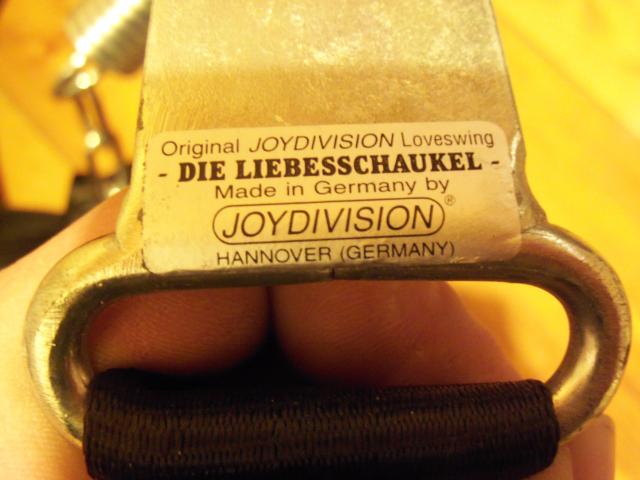 Original JOYDIVISION Loveswing
- DIE LIEBESSCHAUKEL -
Made in Germany by
JOYDIVISION®
HANNOVER (GERMANY)